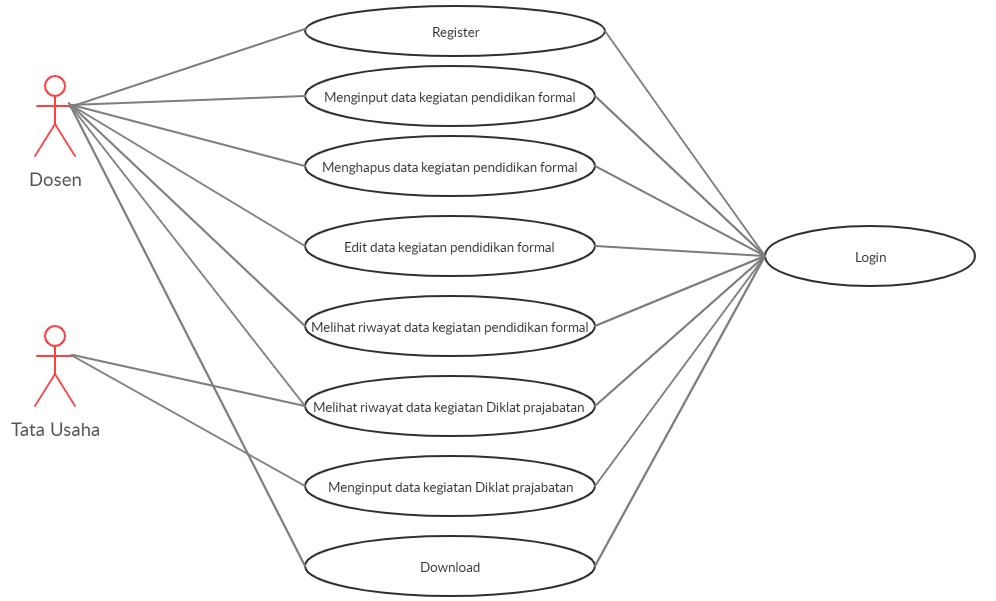 Register
Menginput data kegiatan pendidikan formal
Menghapus data kegiatan pendidikan formal
Dosen
Edit data kegiatan pendidikan formal
Login
Melihat riwayat data kegiatan pendidikan formal
Melihat riwayat data kegiatan Diklat prajabatan
Tata Usaha
Menginput data kegiatan Diklat prajabatan
Download